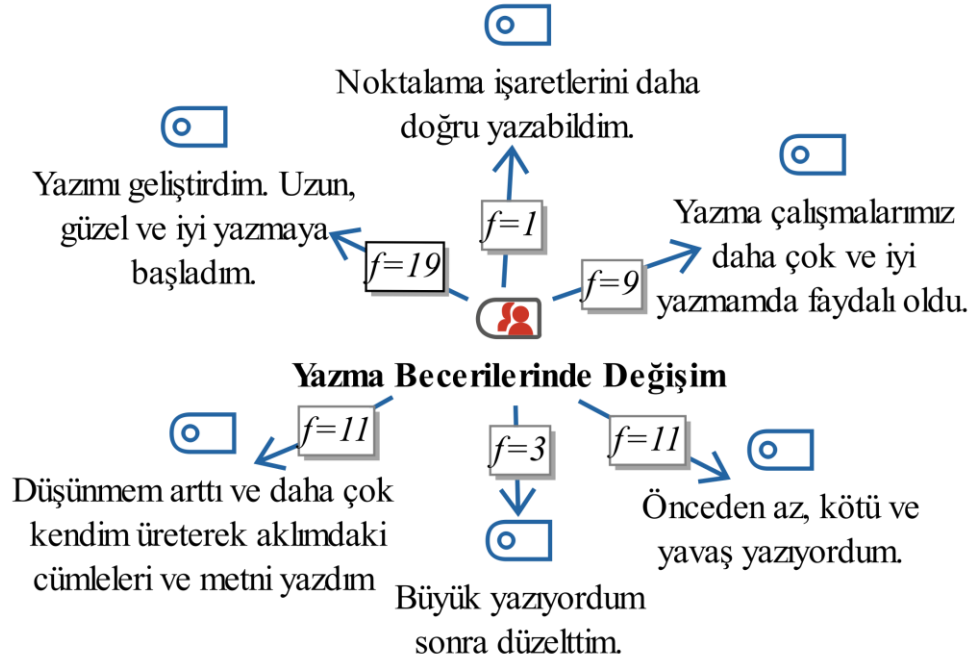 Noktalama işaretlerini daha
doğru yazabildim.
Yazımı geliştirdim. Uzun,
güzel ve iyi yazmaya
başladım.
f=19
f=1
f=9
Yazma çalışmalarımız
daha çok ve iyi
yazmamda faydalı oldu.
Yazma Becerilerinde Değişim
f=11
f=3
f=11
Düşünmem arttı ve daha çok
kendim üreterek aklımdaki
cümleleri ve metni yazdım
Büyük yazıyordum
sonra düzelttim.
Önceden az, kötü ve
yavaş yazıyordum.